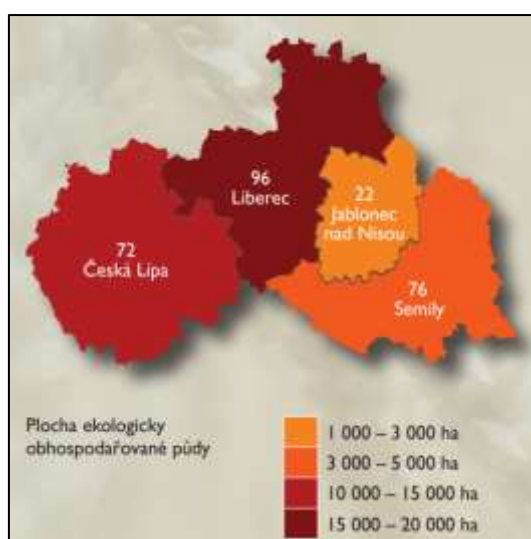 96
Liberec
22
Jablonec
nad Nisou
72
Česká Lípa
76
Semily
Plocha ekologicky
obhospodařované půdy
1 000 – 3 000 ha
3 000 – 5 000 ha
10 000 – 15 000 ha
15 000 – 20 000 ha